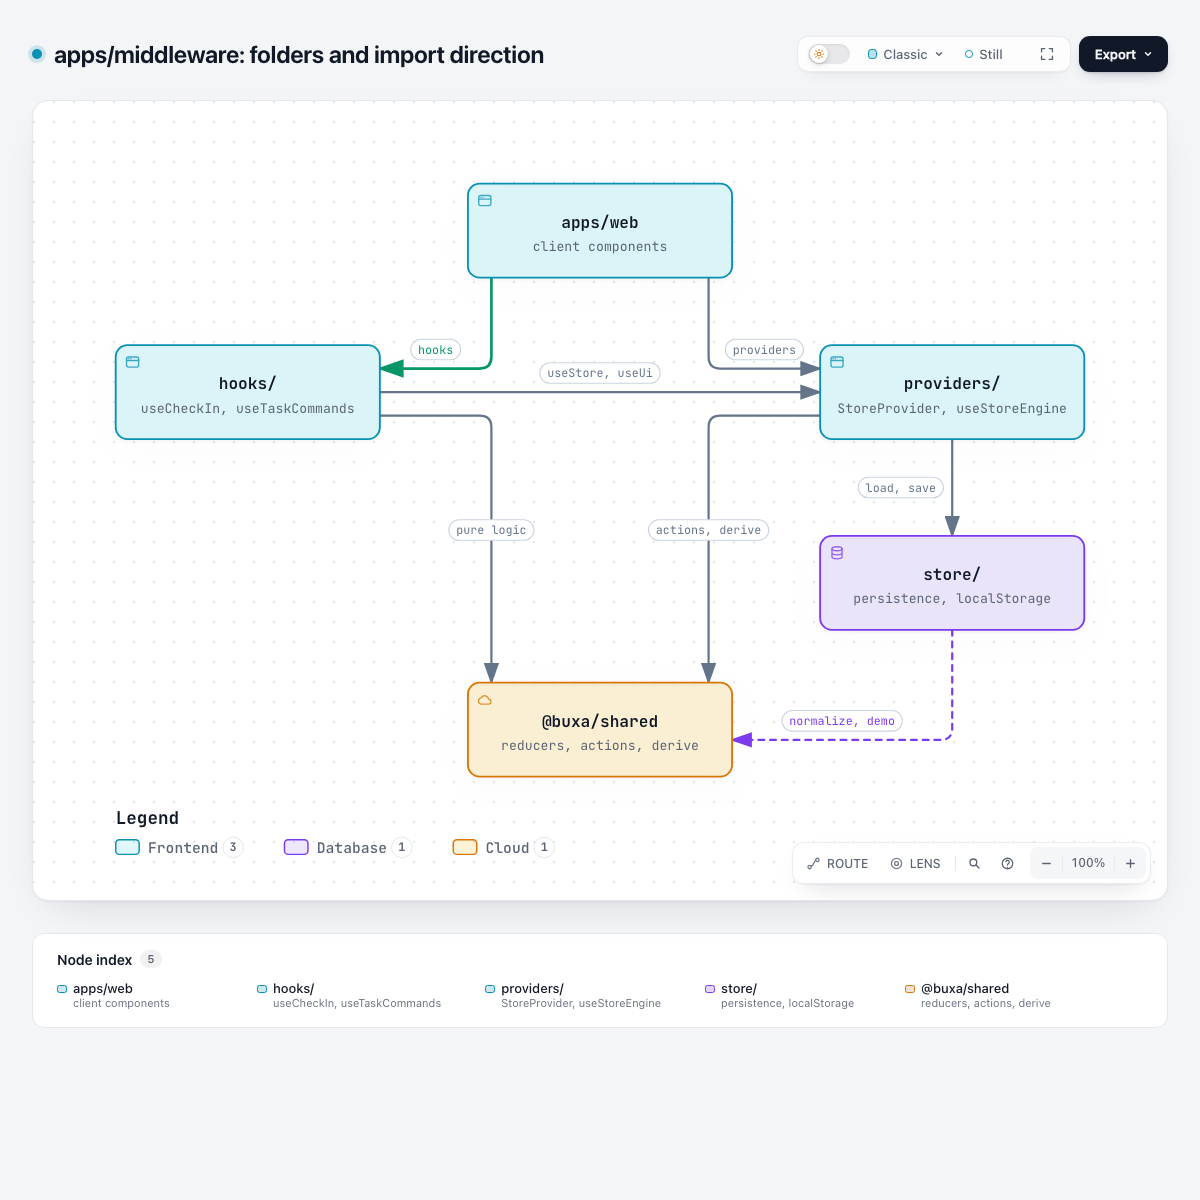 apps/middleware: folders and import direction
Classic
Still
Export
apps/web
client components
hooks
providers
useStore, useUi
hooks/
useCheckIn, useTaskCommands
providers/
StoreProvider, useStoreEngine
load, save
pure logic
actions, derive
store/
persistence, localStorage
@buxa/shared
reducers, actions, derive
normalize, demo
Legend
Frontend 3
Database 1
Cloud 1
ROUTE
LENS
100%
Node index 5
apps/web
client components
hooks/
useCheckIn, useTaskCommands
providers/
StoreProvider, useStoreEngine
store/
persistence, localStorage
@buxa/shared
reducers, actions, derive